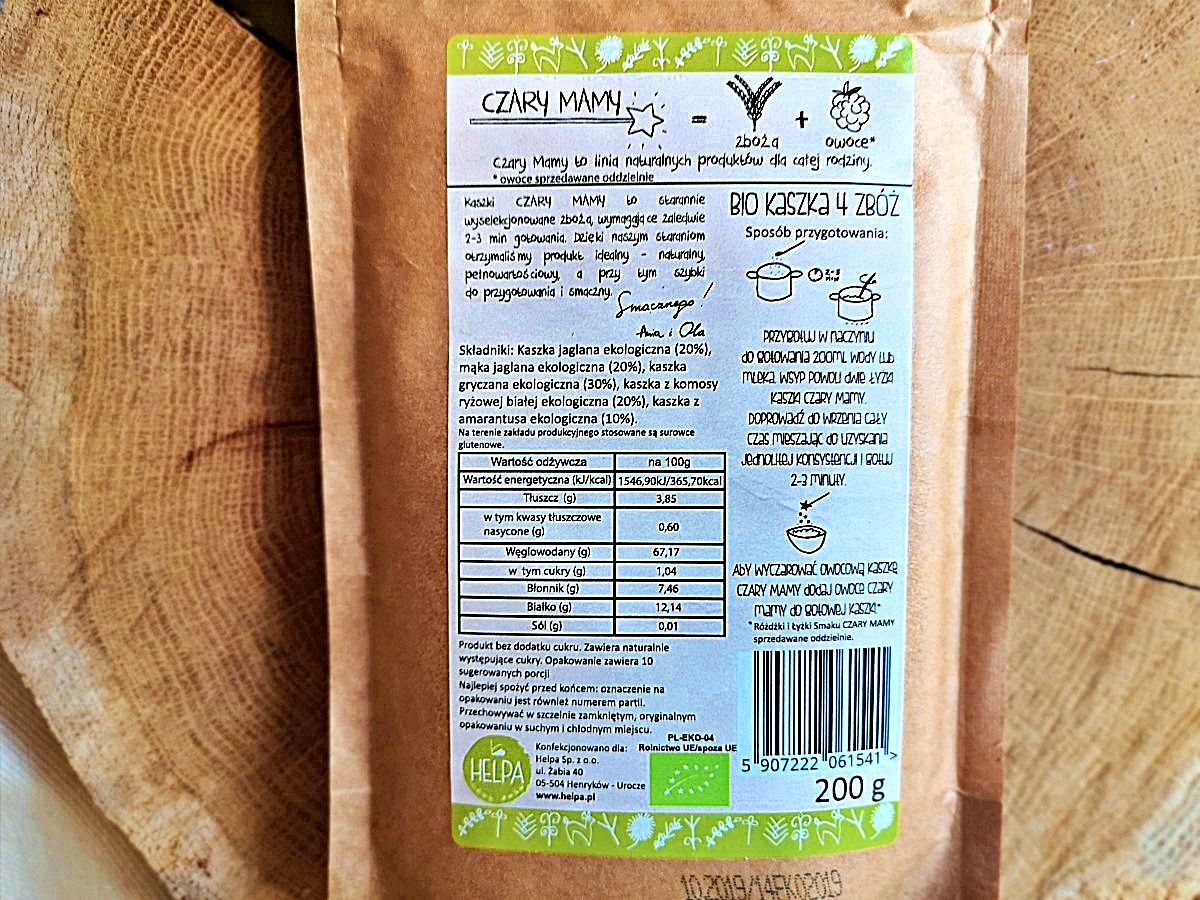 CZARY MAMY = zboża + owoce*
Czary Mamy to linia naturalnych produktów dla całej rodziny.
* owoce sprzedawane oddzielnie
Kaszki CZARY MAMY to starannie
wyselekcjonowane zboża, wymagające zaledwie
2-3 min gotowania. Dzięki naszym staraniom
otrzymaliśmy produkt idealny - naturalny,
pełnowartościowy, a przy tym szybki
do przygotowania i smaczny.
Smacznego!
Ania i Ola
Składniki: Kaszka jaglana ekologiczna (20%),
mąka jaglana ekologiczna (20%), kaszka
gryczana ekologiczna (30%), kaszka z komosy
ryżowej białej ekologiczna (20%), kaszka z
amarantusa ekologiczna (10%).
Na terenie zakładu produkcyjnego stosowane są surowce
glutenowe.
Wartość odżywcza na 100g
Wartość energetyczna (kJ/kcal) 1546,90kJ/365,70kcal
Tłuszcz (g) 3,85
w tym kwasy tłuszczowe
nasycone (g) 0,60
Węglowodany (g) 67,17
w tym cukry (g) 1,04
Błonnik (g) 7,46
Białko (g) 12,14
Sól (g) 0,01
Produkt bez dodatku cukru. Zawiera naturalnie
występujące cukry. Opakowanie zawiera 10
sugerowanych porcji
Najlepiej spożyć przed końcem: oznaczenie na
opakowaniu jest również numerem partii.
Przechowywać w szczelnie zamkniętym, oryginalnym
opakowaniu w suchym i chłodnym miejscu.
HELPA
Konfekcjonowano dla:
Helpa Sp. z o.o.
ul. Żabia 40
05-504 Henryków - Urocze
www.helpa.pl
PL-EKO-04
Rolnictwo UE/spoza UE
BIO KASZKA 4 ZBÓŻ
Sposób przygotowania:
2-3
min
PRZYGOTUJ W NACZYNIU
DO GOTOWANIA 200ML WODY LUB
MLEKA. WSYP POWOLI DWIE ŁYŻKI
KASZKI CZARY MAMY.
DOPROWADŹ DO WRZENIA CAŁY
CZAS MIESZAJĄC DO UZYSKANIA
JEDNOLITEJ KONSYSTENCJI I GOTUJ
2-3 MINUTY.
ABY WYCZAROWAĆ OWOCOWĄ KASZKĘ
CZARY MAMY DODAJ OWOCE CZARY
MAMY DO GOTOWEJ KASZKI.*
* Różdżki i Łyżki Smaku CZARY MAMY
sprzedawane oddzielnie.
5 907222 061541 >
200 g
10.2019/14EKO2019